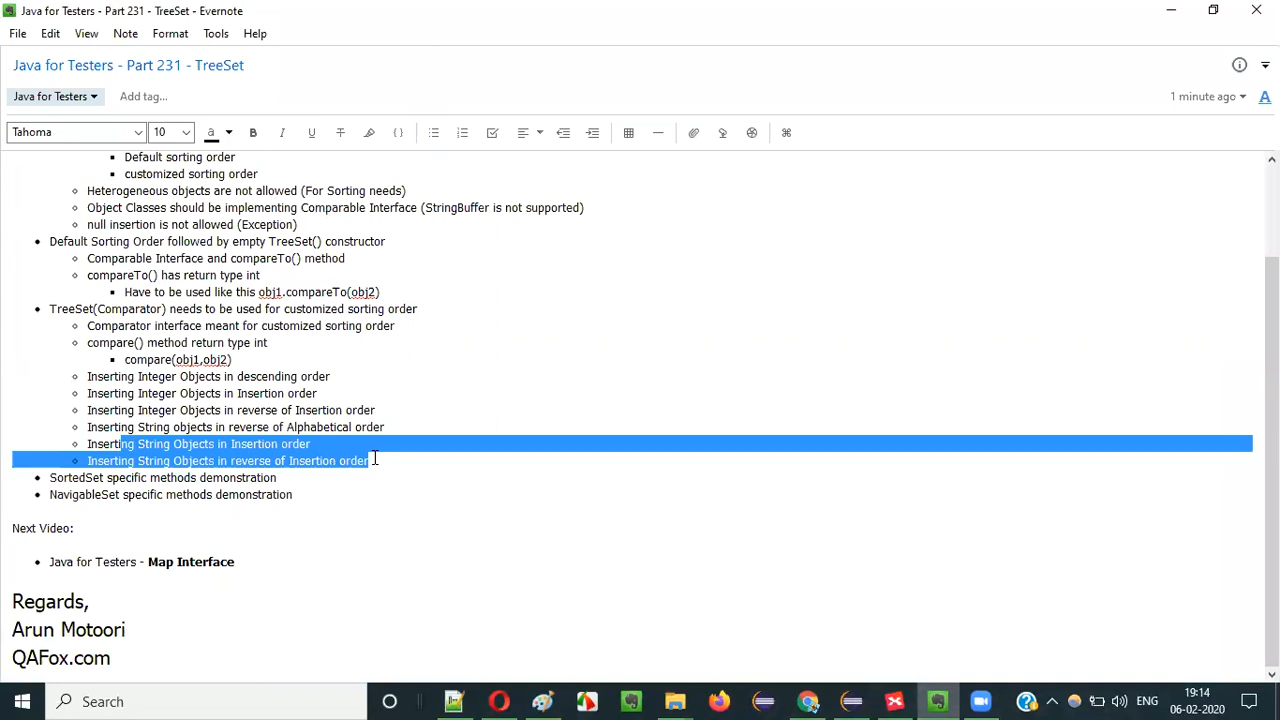 Java for Testers - Part 231 - TreeSet - Evernote
File Edit View Note Format Tools Help
Java for Testers - Part 231 - TreeSet
Java for Testers Add tag... 1 minute ago
Tahoma 10
Default sorting order
customized sorting order
Heterogeneous objects are not allowed (For Sorting needs)
Object Classes should be implementing Comparable Interface (StringBuffer is not supported)
null insertion is not allowed (Exception)
Default Sorting Order followed by empty TreeSet() constructor
Comparable Interface and compareTo() method
compareTo() has return type int
Have to be used like this obj1.compareTo(obj2)
TreeSet(Comparator) needs to be used for customized sorting order
Comparator interface meant for customized sorting order
compare() method return type int
compare(obj1,obj2)
Inserting Integer Objects in descending order
Inserting Integer Objects in Insertion order
Inserting Integer Objects in reverse of Insertion order
Inserting String objects in reverse of Alphabetical order
Inserting String Objects in Insertion order
Inserting String Objects in reverse of Insertion order
SortedSet specific methods demonstration
NavigableSet specific methods demonstration
Next Video:
Java for Testers - Map Interface
Regards,
Arun Motoori
QAFox.com
Search ENG 19:14
06-02-2020